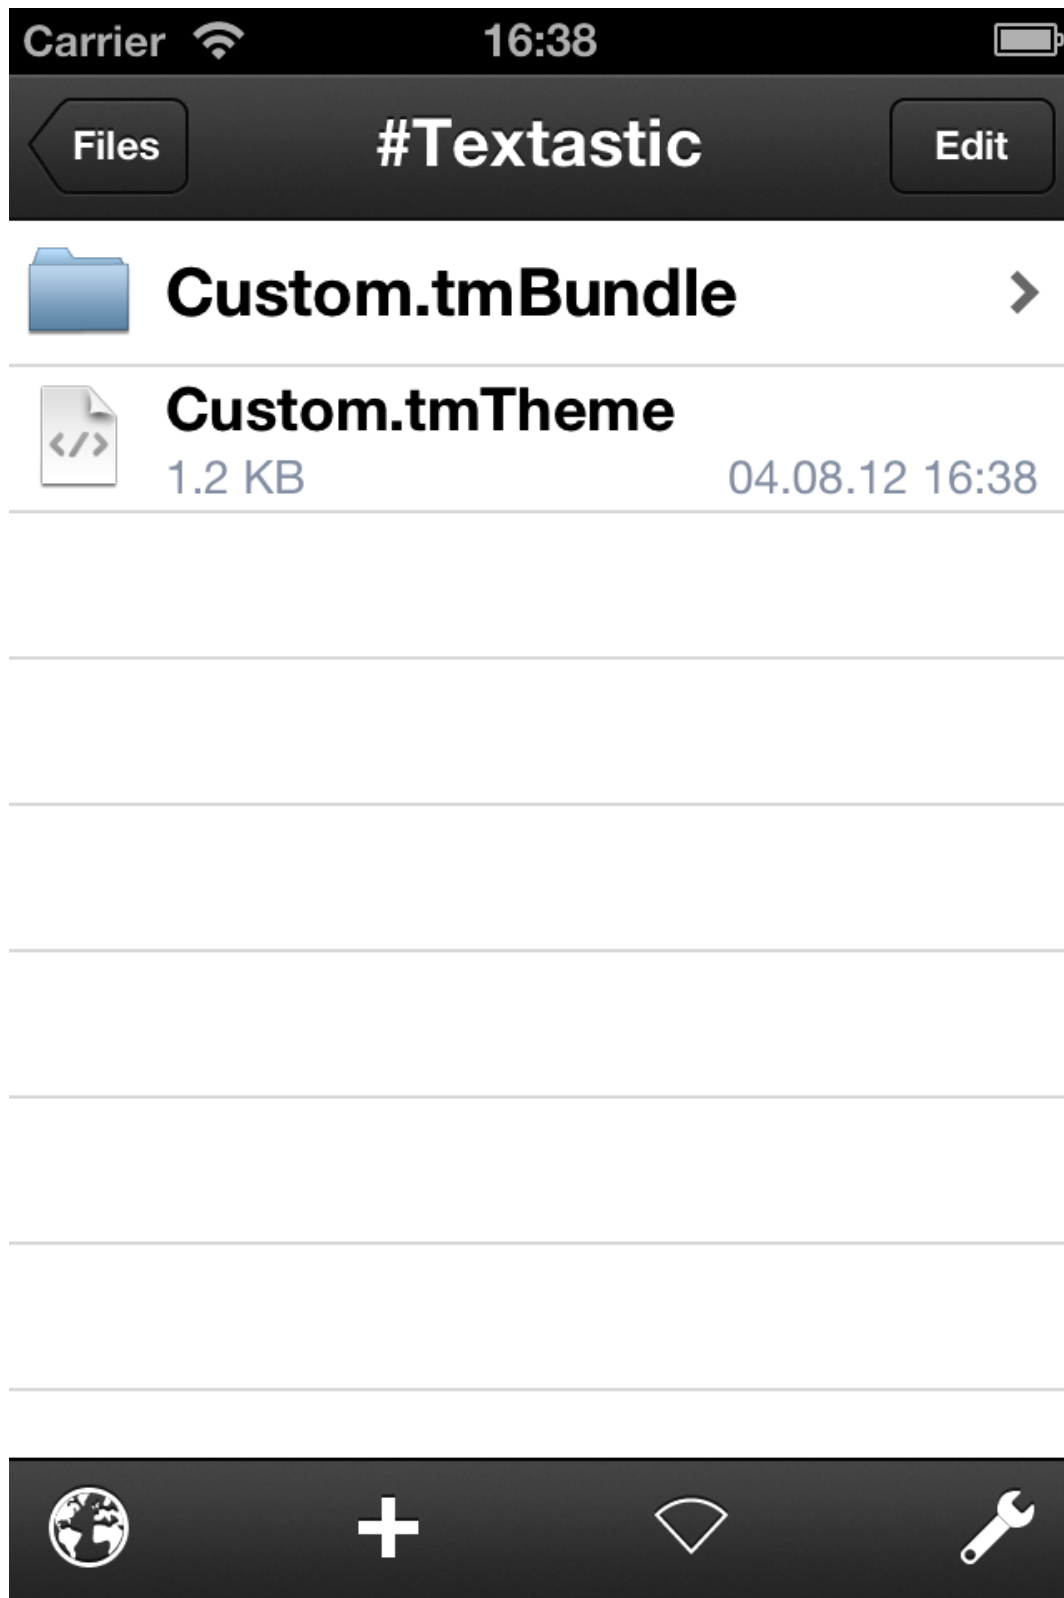 Carrier 16:38
Files #Textastic Edit
Custom.tmBundle
Custom.tmTheme
1.2 KB 04.08.12 16:38